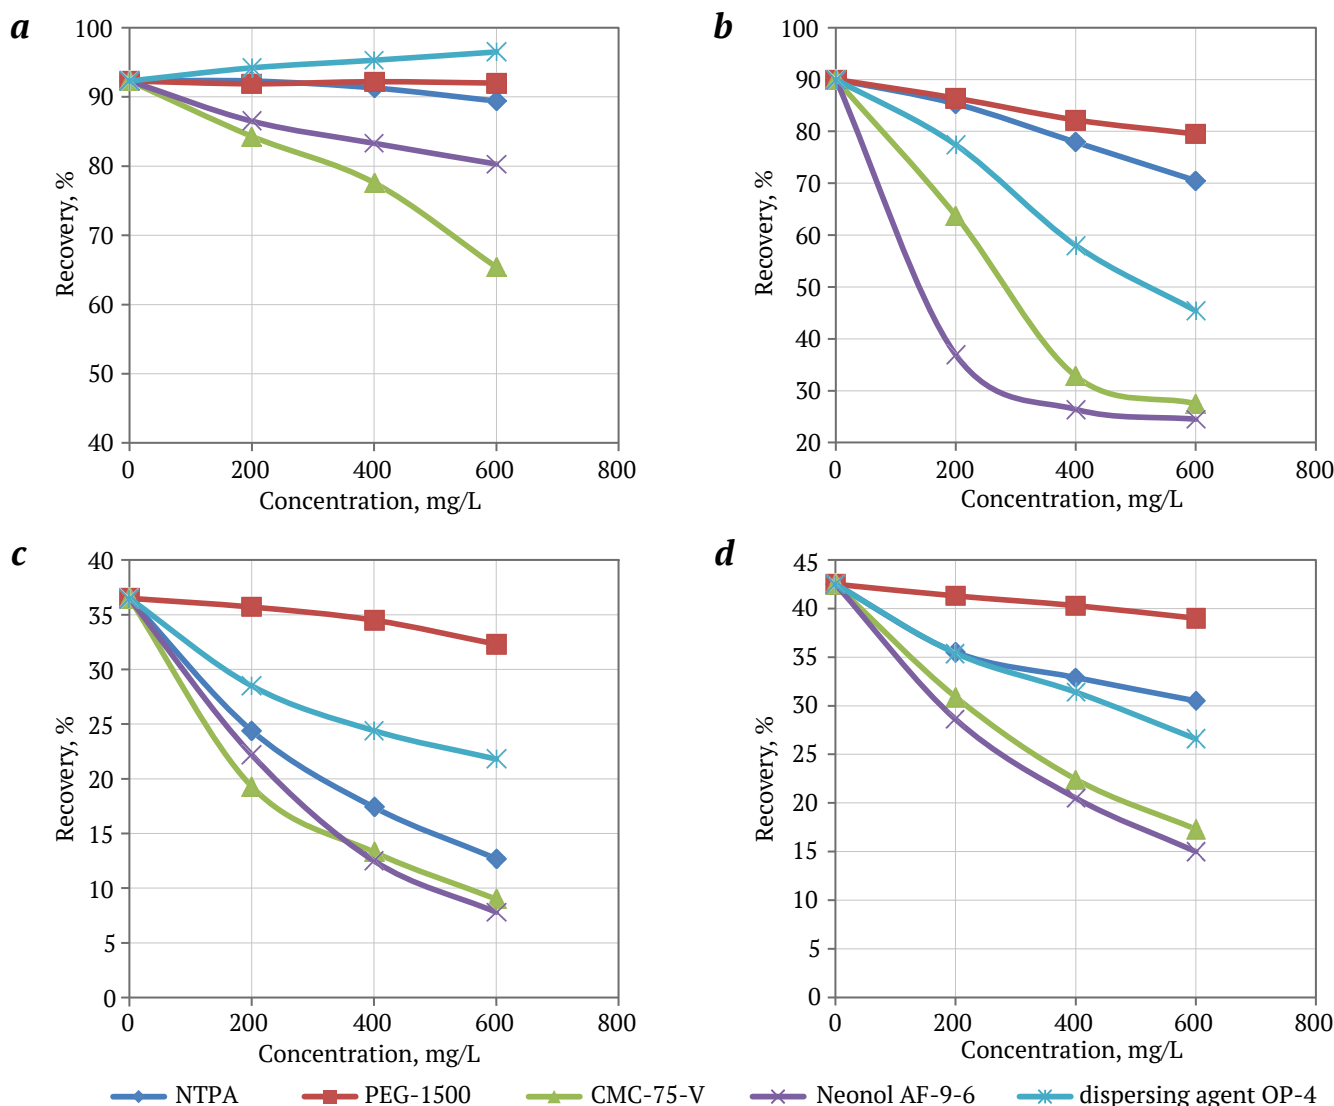 a
100
90
80
70
60
50
40
Recovery, %
0 200 400 600 800
Concentration, mg/L
b
100
90
80
70
60
50
40
30
20
Recovery, %
0 200 400 600 800
Concentration, mg/L
c
40
35
30
25
20
15
10
5
0
Recovery, %
0 200 400 600 800
Concentration, mg/L
d
45
40
35
30
25
20
15
10
5
0
Recovery, %
0 200 400 600 800
Concentration, mg/L
NTPA PEG-1500 CMC-75-V Neonol AF-9-6 dispersing agent OP-4